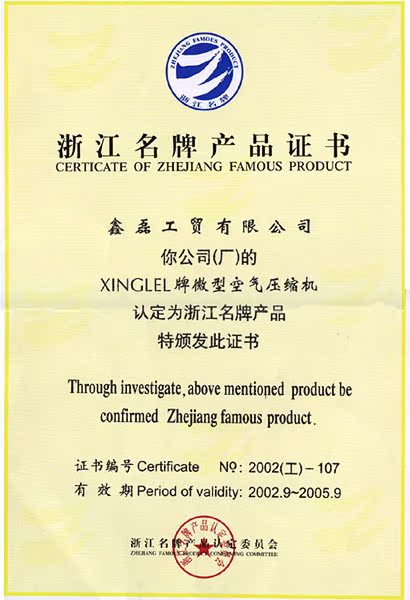 ZHEJIANG FAMOUS PRODUCT
浙江名牌
浙江名牌产品证书
CERTICATE OF ZHEJIANG FAMOUS PRODUCT
鑫磊工贸有限公司
你公司(厂)的
XINGLEL牌微型空气压缩机
认定为浙江名牌产品
特颁发此证书
Through investigate, above mentioned product be
confirmed Zhejiang famous product.
证书编号 Certificate NO: 2002(工)-107
有效期 Period of validity: 2002.9~2005.9
浙江名牌产品认定委员会
ZHEJIANG FAMOUS PRODUCT CONFIRMING COMMITTEE